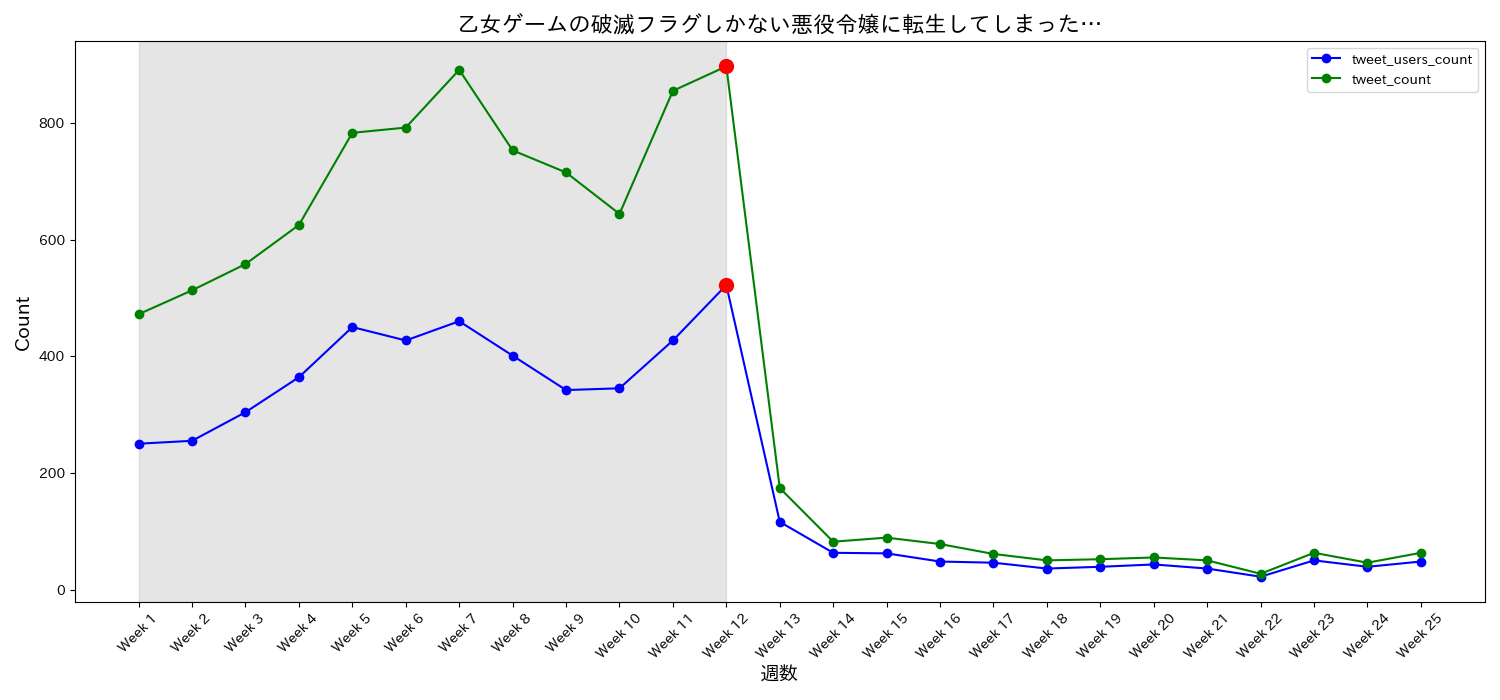 乙女ゲームの破滅フラグしかない悪役令嬢に転生してしまった…
tweet_users_count
tweet_count
Count
800
600
400
200
0
Week 1
Week 2
Week 3
Week 4
Week 5
Week 6
Week 7
Week 8
Week 9
Week 10
Week 11
Week 12
Week 13
Week 14
Week 15
Week 16
Week 17
Week 18
Week 19
Week 20
Week 21
Week 22
Week 23
Week 24
Week 25
週数